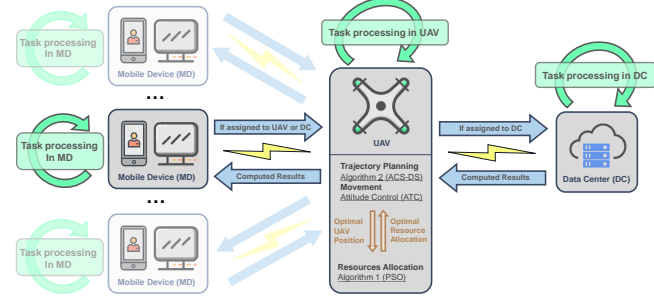 Task processing
In MD
Mobile Device (MD)
...
Task processing in UAV
Task processing in DC
Task processing
In MD
Mobile Device (MD)
...
If assigned to UAV or DC
Computed Results
UAV
If assigned to DC
Computed Results
Data Center (DC)
Trajectory Planning
Algorithm 2 (ACS-DS)
Movement
Attitude Control (ATC)
Optimal
UAV
Position
Optimal
Resource
Allocation
Resources Allocation
Algorithm 1 (PSO)
Task processing
In MD
Mobile Device (MD)